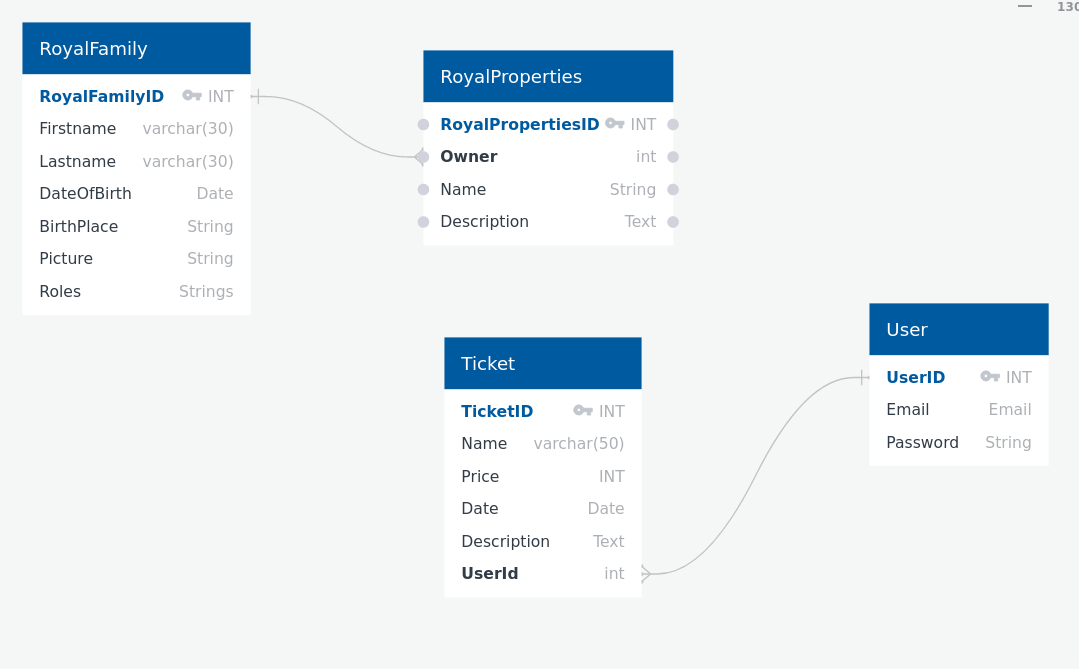 130
RoyalFamily
RoyalFamilyID INT
Firstname varchar(30)
Lastname varchar(30)
DateOfBirth Date
BirthPlace String
Picture String
Roles Strings
RoyalProperties
RoyalPropertiesID INT
Owner int
Name String
Description Text
Ticket
TicketID INT
Name varchar(50)
Price INT
Date Date
Description Text
UserId int
User
UserID INT
Email Email
Password String